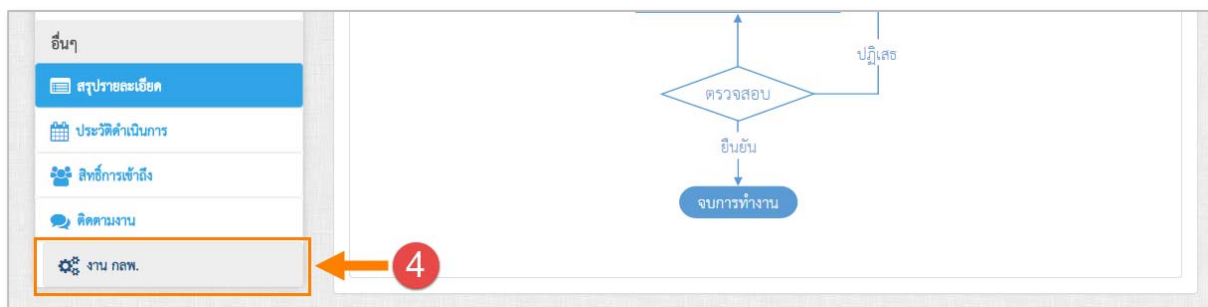 อื่นๆ
สรุปรายละเอียด
ประวัติดำเนินการ
สิทธิ์การเข้าถึง
ติดตามงาน
งาน กลพ.
4
ปฏิเสธ
ตรวจสอบ
ยืนยัน
จบการทำงาน